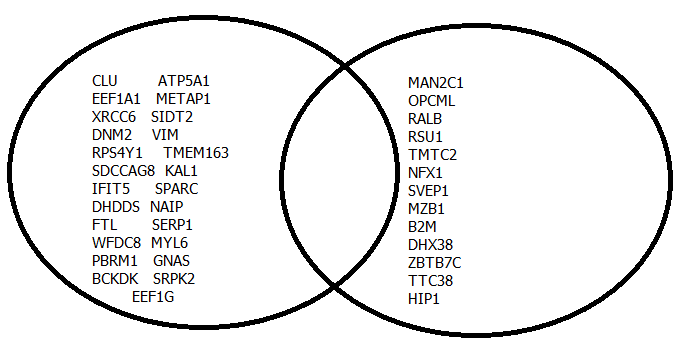 CLU ATP5A1
EEF1A1 METAP1
XRCC6 SIDT2
DNM2 VIM
RPS4Y1 TMEM163
SDCCAG8 KAL1
IFIT5 SPARC
DHDDS NAIP
FTL SERP1
WFDC8 MYL6
PBRM1 GNAS
BCKDK SRPK2
EEF1G
MAN2C1
OPCML
RALB
RSU1
TMTC2
NFX1
SVEP1
MZB1
B2M
DHX38
ZBTB7C
TTC38
HIP1